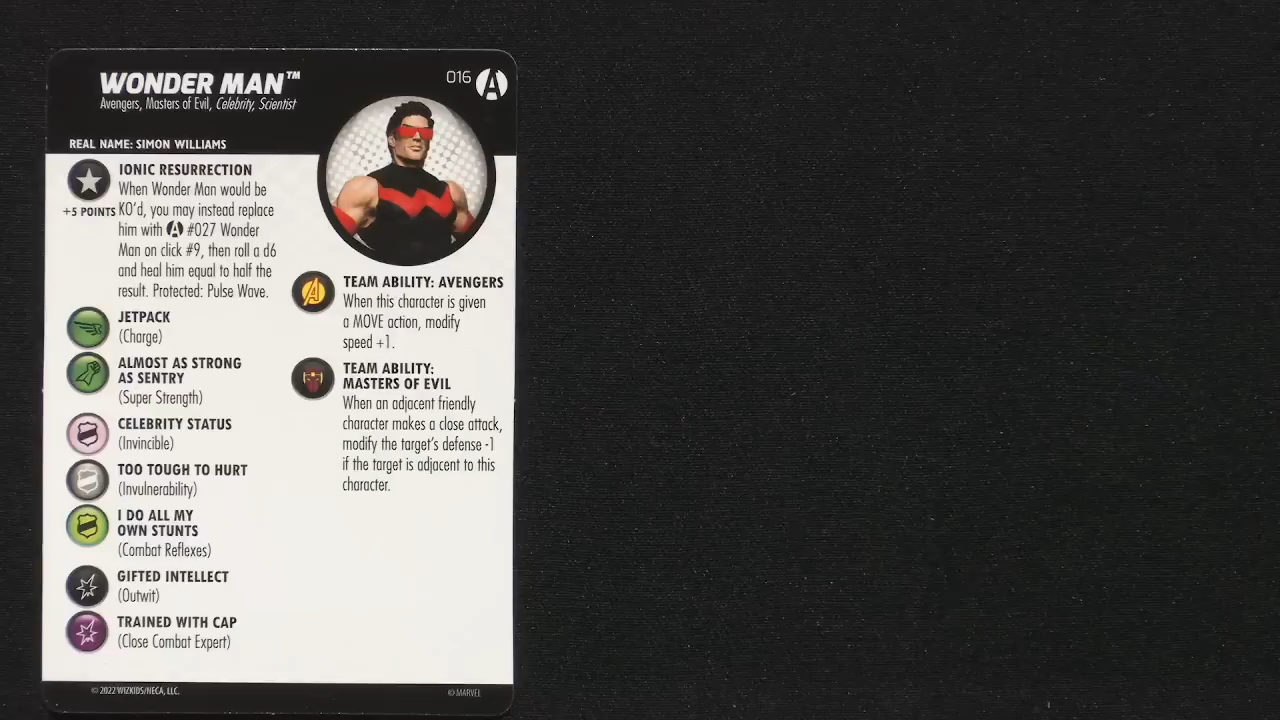 WONDER MAN™
016
Avengers, Masters of Evil, Celebrity, Scientist
REAL NAME: SIMON WILLIAMS
IONIC RESURRECTION
When Wonder Man would be
+5 POINTS KO'd, you may instead replace
him with A #027 Wonder
Man on click #9, then roll a d6
and heal him equal to half the
result. Protected: Pulse Wave.
JETPACK
(Charge)
ALMOST AS STRONG
AS SENTRY
(Super Strength)
CELEBRITY STATUS
(Invincible)
TOO TOUGH TO HURT
(Invulnerability)
I DO ALL MY
OWN STUNTS
(Combat Reflexes)
GIFTED INTELLECT
(Outwit)
TRAINED WITH CAP
(Close Combat Expert)
TEAM ABILITY: AVENGERS
When this character is given
a MOVE action, modify
speed +1.
TEAM ABILITY:
MASTERS OF EVIL
When an adjacent friendly
character makes a close attack,
modify the target's defense -1
if the target is adjacent to this
character.
© 2022 WIZKIDS/NECA, LLC.
© MARVEL